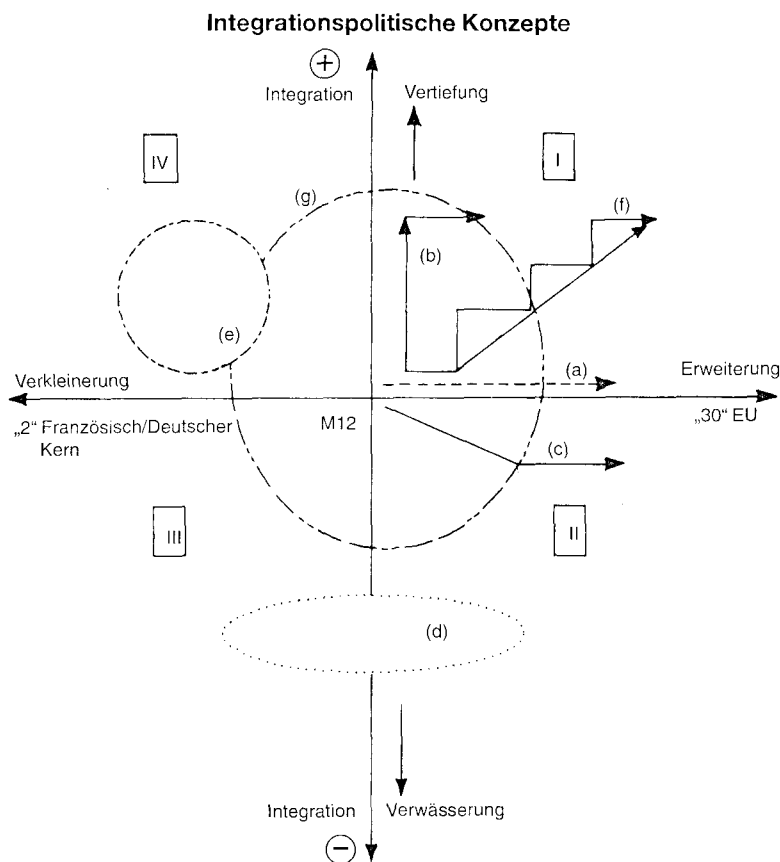 Integrationspolitische Konzepte
+
Integration
Vertiefung
IV
I
(g)
(f)
(b)
(e)
(a)
Verkleinerung
Erweiterung
„2“ Französisch/Deutscher
Kern
M12
„30“ EU
(c)
III
II
(d)
Integration
Verwässerung
−